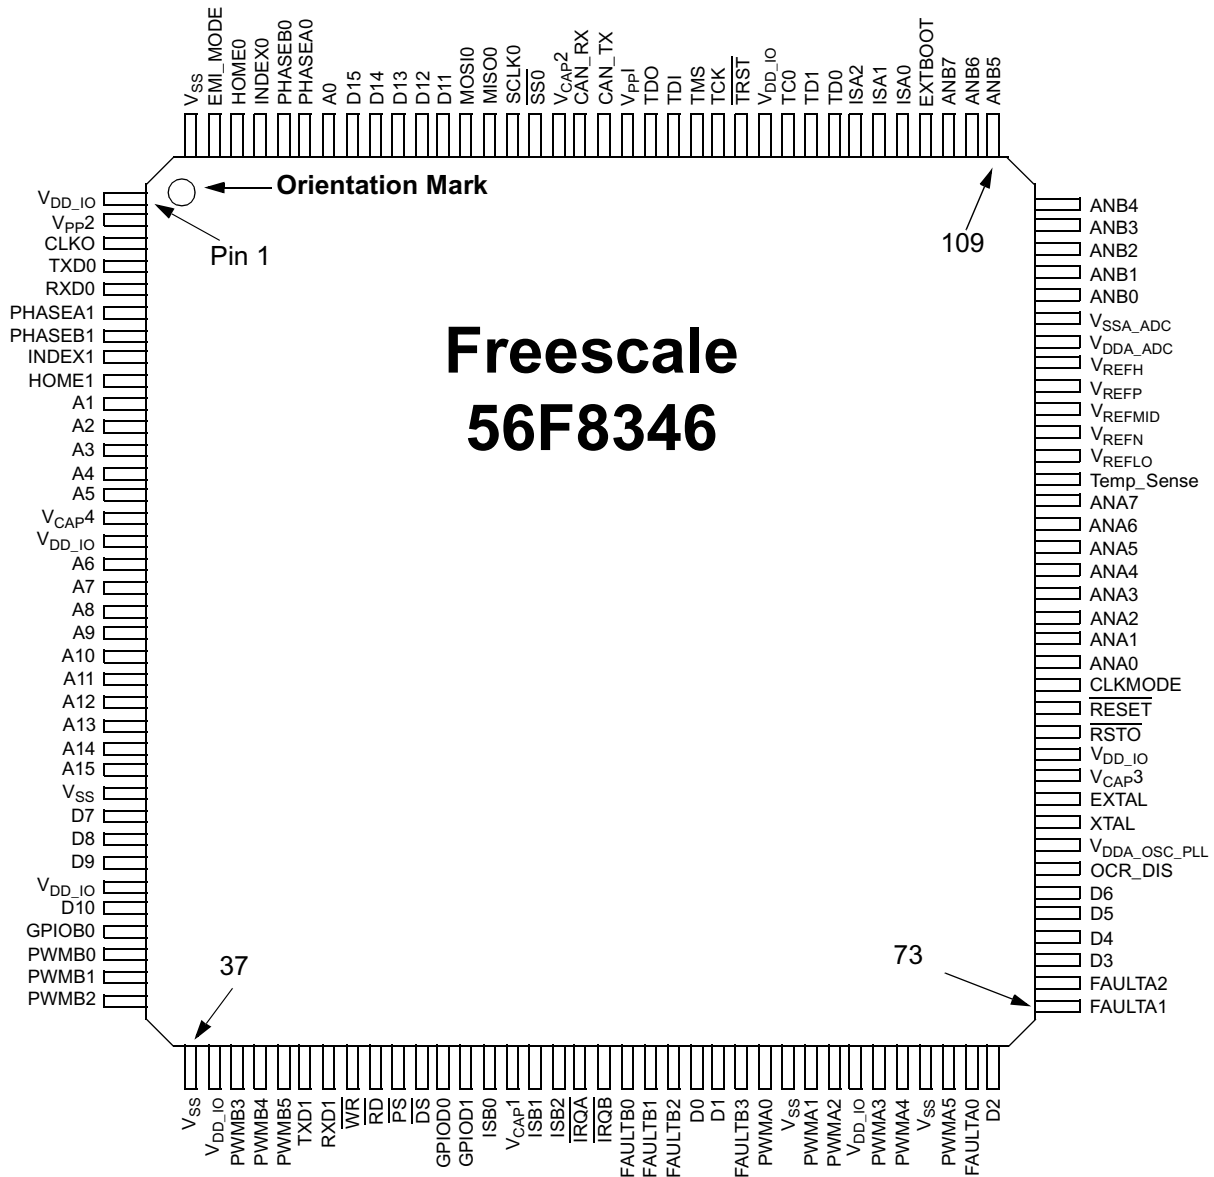 VSS
EMI_MODE
HOME0
INDEX0
PHASEB0
PHASEA0
A0
D15
D14
D13
D12
D11
MOSI0
MISO0
SCLK0
SS0
VCAP2
CAN_RX
CAN_TX
VPP1
TDO
TDI
TMS
TCK
TRST
VDD_IO
TC0
TD1
TD0
ISA2
ISA1
ISA0
EXTBOOT
ANB7
ANB6
ANB5
VDD_IO
VPP2
CLKO
TXD0
RXD0
PHASEA1
PHASEB1
INDEX1
HOME1
A1
A2
A3
A4
A5
VCAP4
VDD_IO
A6
A7
A8
A9
A10
A11
A12
A13
A14
A15
VSS
D7
D8
D9
VDD_IO
D10
GPIOB0
PWMB0
PWMB1
PWMB2
Orientation Mark
Pin 1
109
Freescale
56F8346
37
73
ANB4
ANB3
ANB2
ANB1
ANB0
VSSA_ADC
VDDA_ADC
VREFH
VREFP
VREFMID
VREFN
VREFLO
Temp_Sense
ANA7
ANA6
ANA5
ANA4
ANA3
ANA2
ANA1
ANA0
CLKMODE
RESET
RSTO
VDD_IO
VCAP3
EXTAL
XTAL
VDDA_OSC_PLL
OCR_DIS
D6
D5
D4
D3
FAULTA2
FAULTA1
VSS
VDD_IO
PWMB3
PWMB4
PWMB5
TXD1
RXD1
WR
RD
PS
DS
GPIOD0
GPIOD1
ISB0
VCAP1
ISB1
ISB2
IRQA
IRQB
FAULTB0
FAULTB1
FAULTB2
D0
D1
FAULTB3
PWMA0
VSS
PWMA1
PWMA2
VDD_IO
PWMA3
PWMA4
VSS
PWMA5
FAULTA0
D2